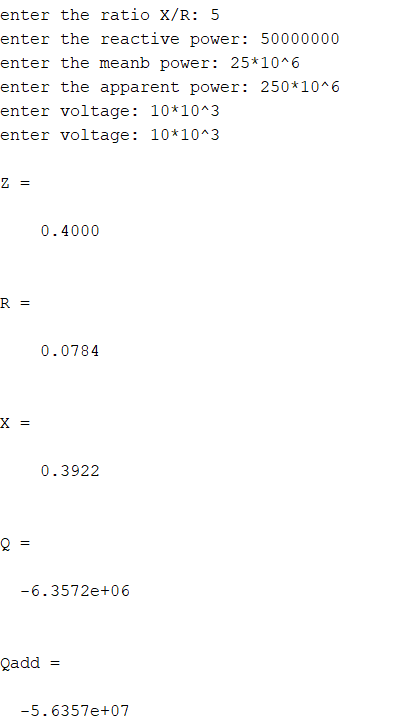 enter the ratio X/R: 5
enter the reactive power: 50000000
enter the meanb power: 25*10^6
enter the apparent power: 250*10^6
enter voltage: 10*10^3
enter voltage: 10*10^3
Z =
0.4000
R =
0.0784
X =
0.3922
Q =
-6.3572e+06
Qadd =
-5.6357e+07